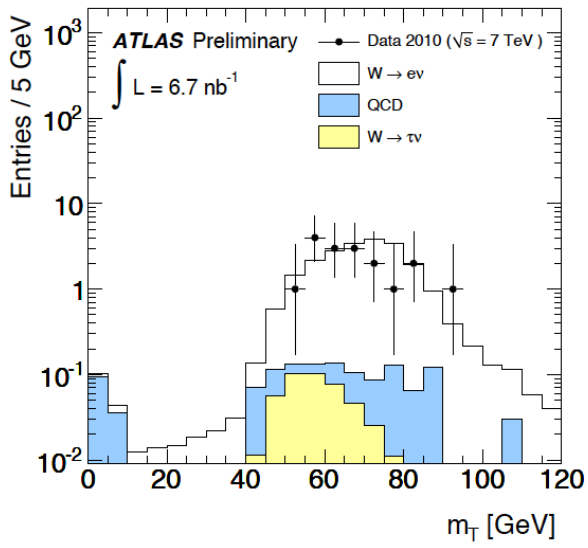 Entries / 5 GeV
10³
10²
10
1
10⁻¹
10⁻²
ATLAS Preliminary
∫ L = 6.7 nb⁻¹
Data 2010 (√s = 7 TeV )
W → eν
QCD
W → τν
0 20 40 60 80 100 120
m_T [GeV]